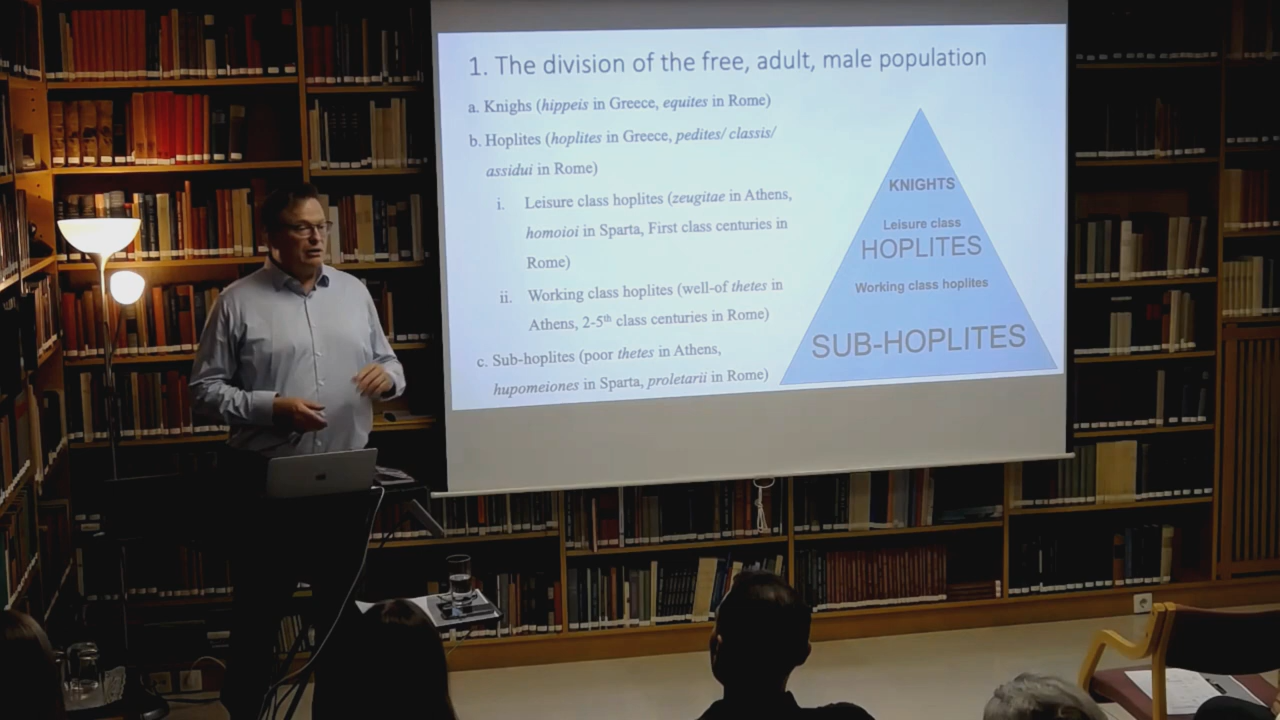 1. The division of the free, adult, male population
a. Knighs (hippeis in Greece, equites in Rome)
b. Hoplites (hoplites in Greece, pedites/ classis/
assidui in Rome)
i. Leisure class hoplites (zeugitae in Athens,
homoioi in Sparta, First class centuries in
Rome)
ii. Working class hoplites (well-of thetes in
Athens, 2-5th class centuries in Rome)
c. Sub-hoplites (poor thetes in Athens,
hupomeiones in Sparta, proletarii in Rome)
KNIGHTS
Leisure class
HOPLITES
Working class hoplites
SUB-HOPLITES